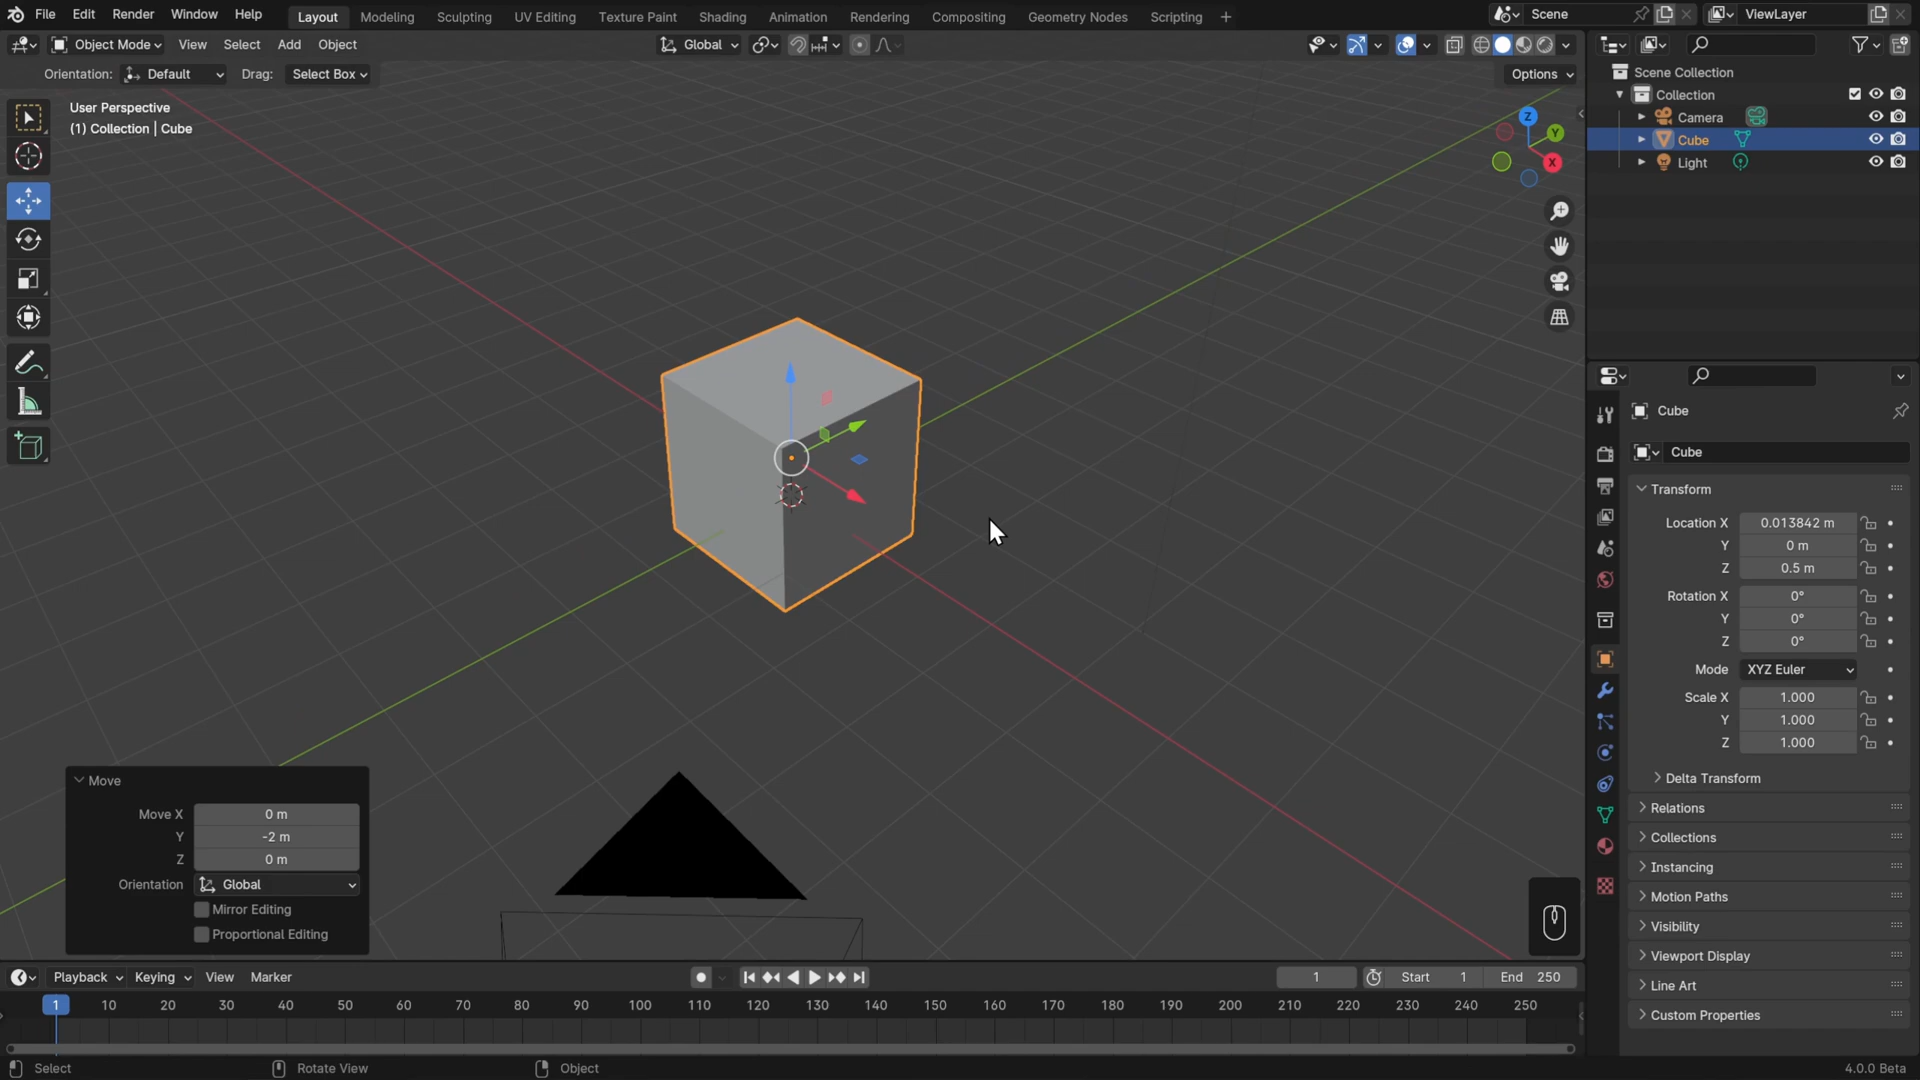 File Edit Render Window Help Layout Modeling Sculpting UV Editing Texture Paint Shading Animation Rendering Compositing Geometry Nodes Scripting + Scene ViewLayer
Object Mode View Select Add Object Global
Orientation: Default Drag: Select Box Options
User Perspective
(1) Collection | Cube
Z
Y
X
Scene Collection
Collection
Camera
Cube
Light
Cube
Cube
Transform
Location X 0.013842 m
Y 0 m
Z 0.5 m
Rotation X 0°
Y 0°
Z 0°
Mode XYZ Euler
Scale X 1.000
Y 1.000
Z 1.000
Delta Transform
Relations
Collections
Instancing
Motion Paths
Visibility
Viewport Display
Line Art
Custom Properties
Move
Move X 0 m
Y -2 m
Z 0 m
Orientation Global
Mirror Editing
Proportional Editing
Playback Keying View Marker 1 Start 1 End 250
1 10 20 30 40 50 60 70 80 90 100 110 120 130 140 150 160 170 180 190 200 210 220 230 240 250
Select Rotate View Object 4.0.0 Beta